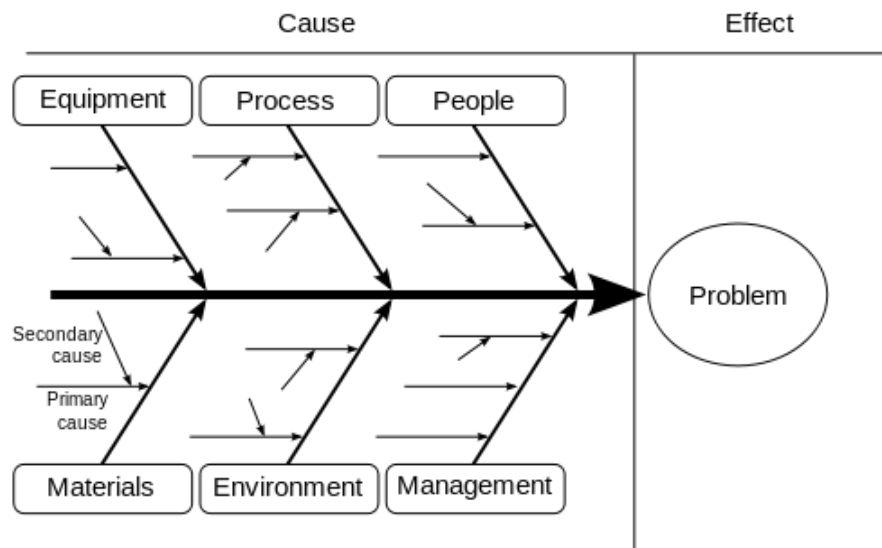 Cause
Effect
Equipment
Process
People
Problem
Secondary
cause
Primary
cause
Materials
Environment
Management